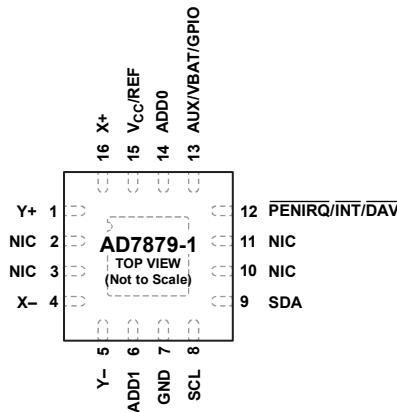 16 X+
15 VCC/REF
14 ADD0
13 AUX/VBAT/GPIO
Y+ 1
NIC 2
NIC 3
X– 4
AD7879-1
TOP VIEW
(Not to Scale)
12 PENIRQ/INT/DAV
11 NIC
10 NIC
9 SDA
Y– 5
ADD1 6
GND 7
SCL 8